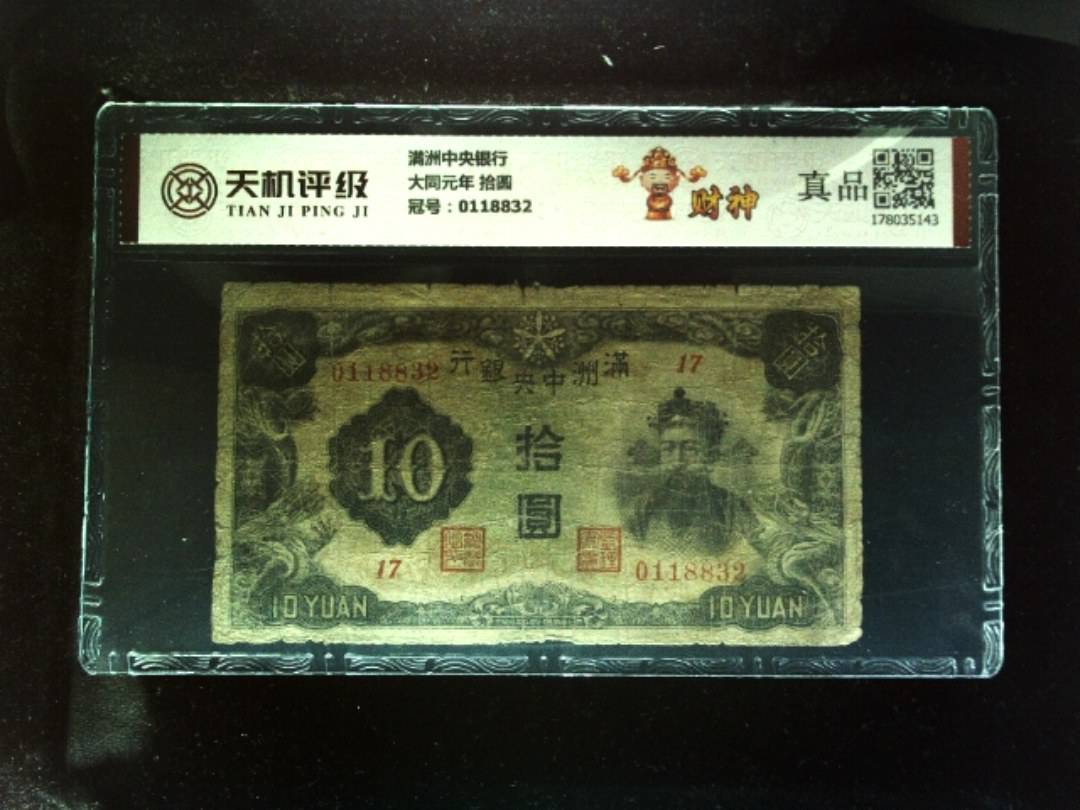 天机评级
TIAN JI PING JI
满洲中央银行
大同元年 拾圆
冠号：0118832
财神
真品
178035143
0118832
行銀央中洲滿
17
10
拾
圓
17
0118832
10 YUAN
10 YUAN